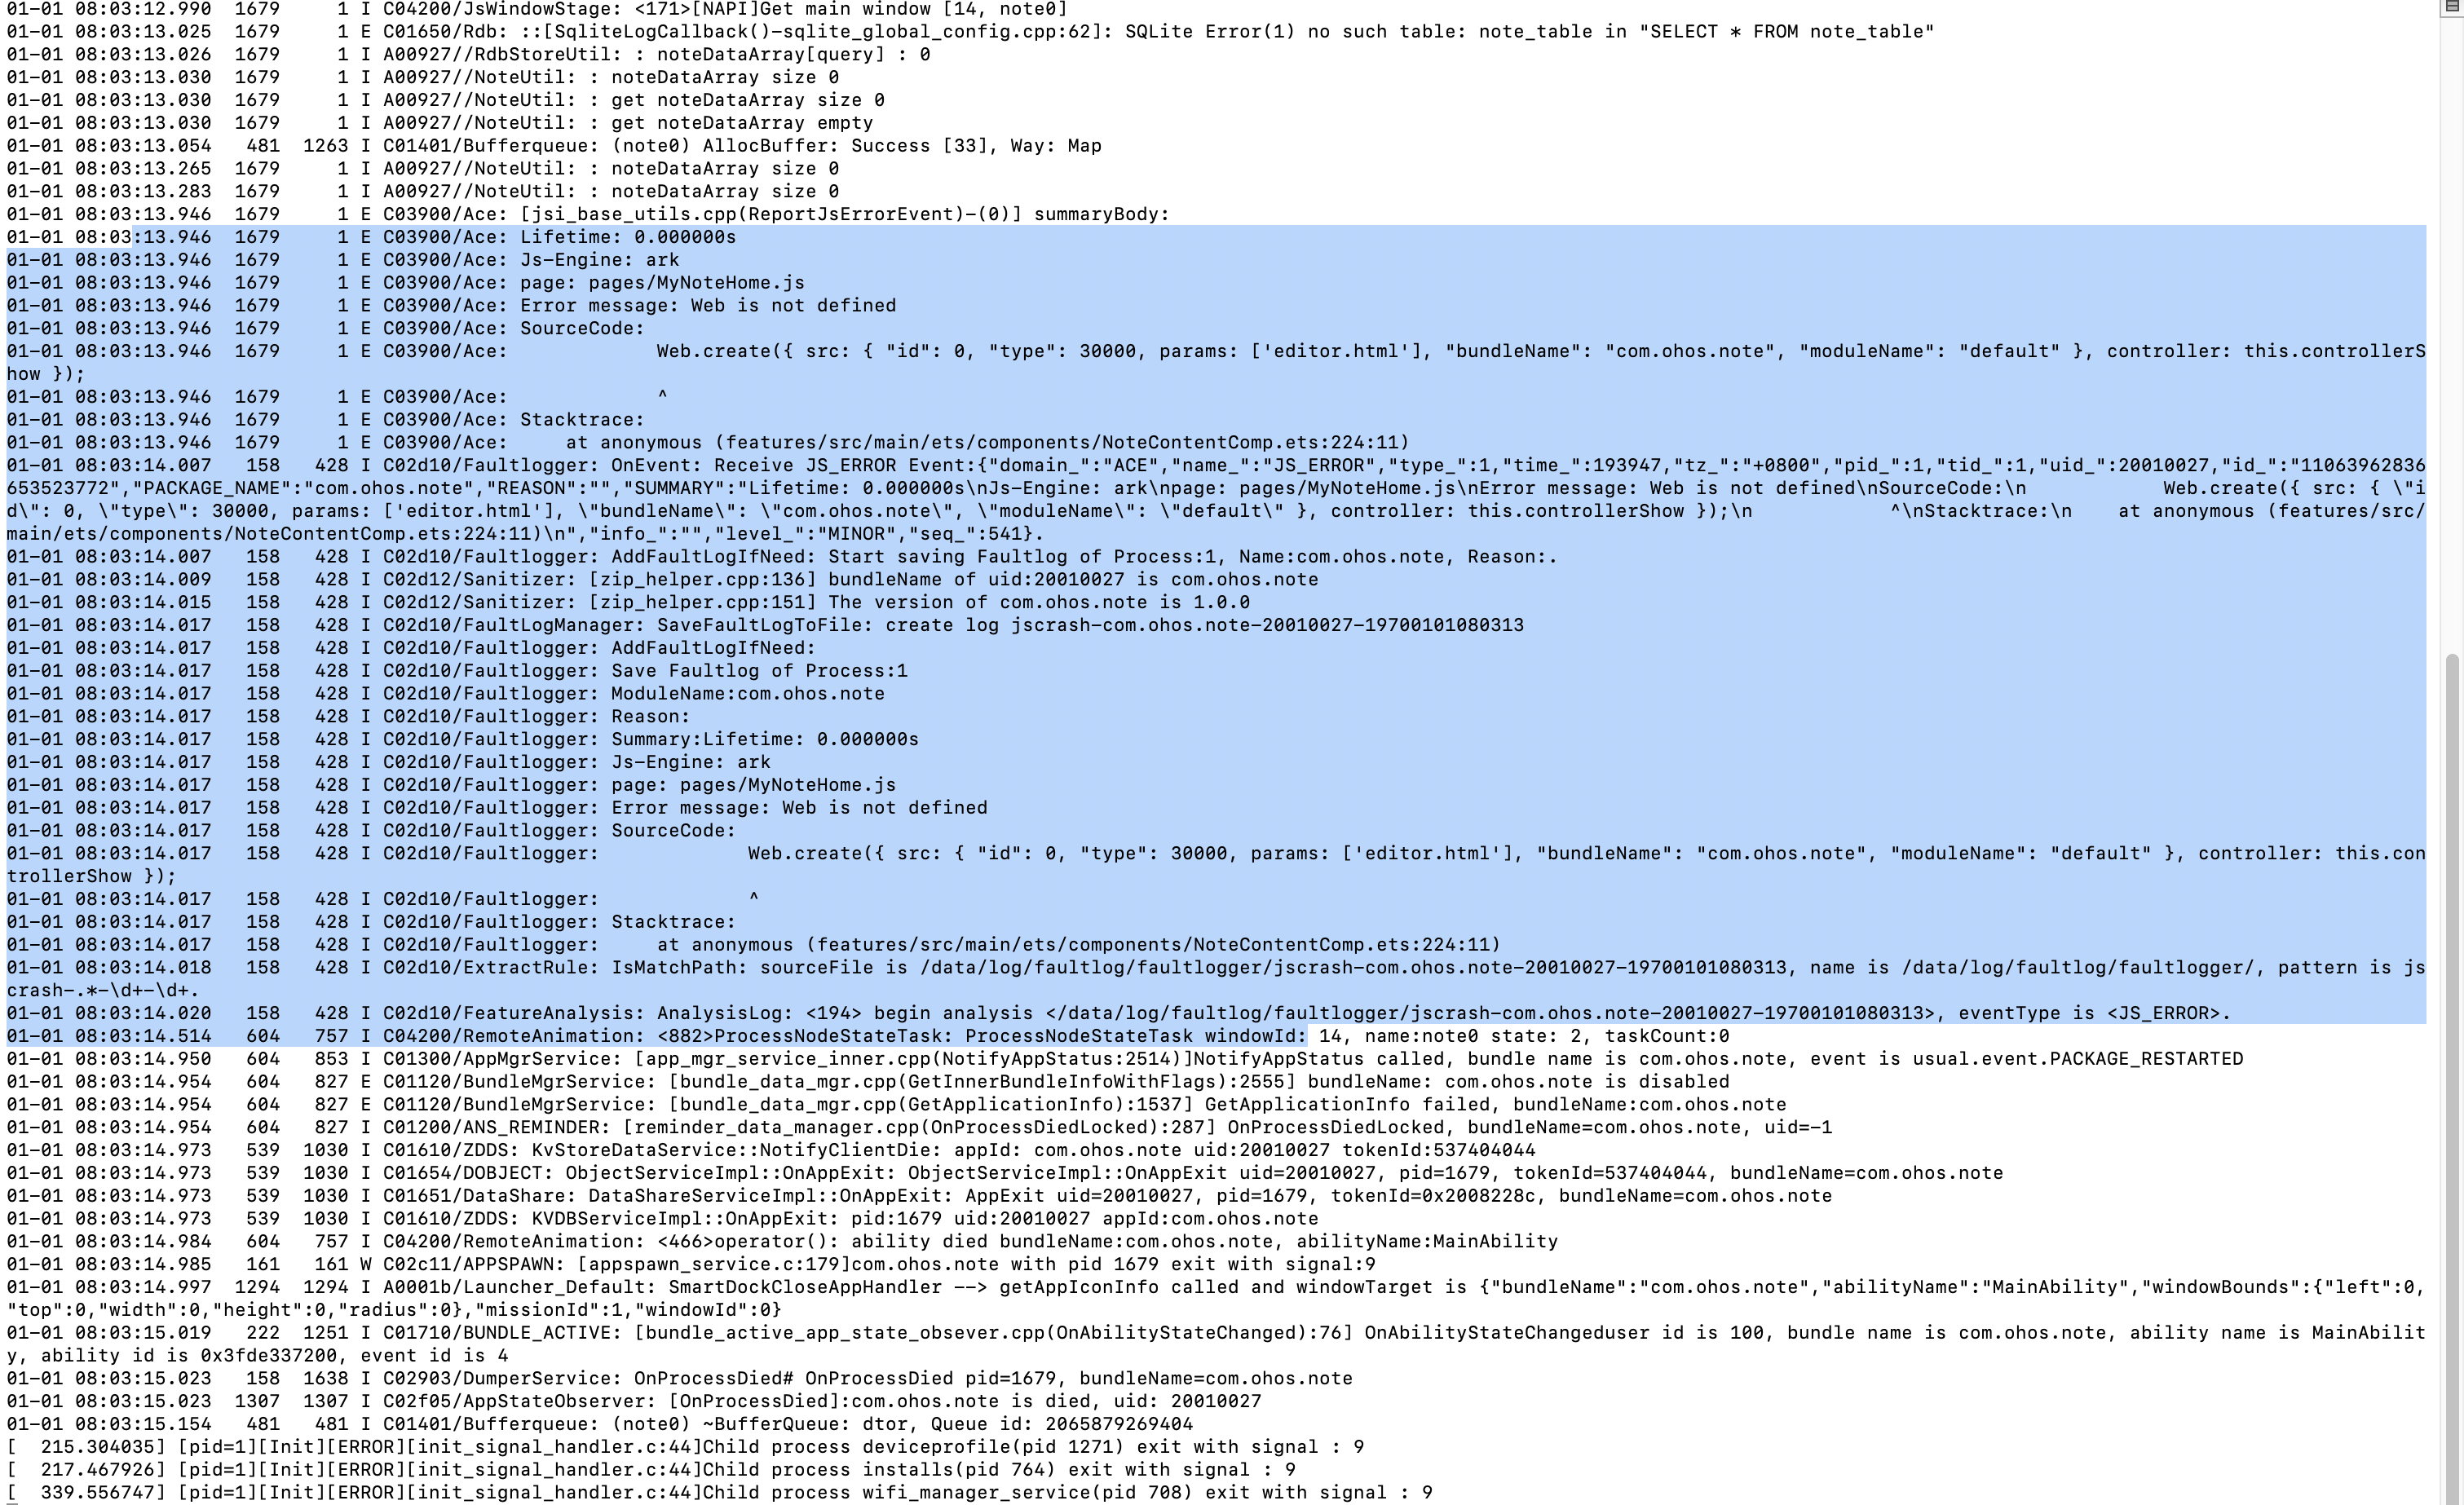 01-01 08:03:12.990  1679     1 I C04200/JsWindowStage: <171>[NAPI]Get main window [14, note0]
01-01 08:03:13.025  1679     1 E C01650/Rdb: ::[SqliteLogCallback()-sqlite_global_config.cpp:62]: SQLite Error(1) no such table: note_table in "SELECT * FROM note_table"
01-01 08:03:13.026  1679     1 I A00927//RdbStoreUtil: : noteDataArray[query] : 0
01-01 08:03:13.030  1679     1 I A00927//NoteUtil: : noteDataArray size 0
01-01 08:03:13.030  1679     1 I A00927//NoteUtil: : get noteDataArray size 0
01-01 08:03:13.030  1679     1 I A00927//NoteUtil: : get noteDataArray empty
01-01 08:03:13.054   481  1263 I C01401/Bufferqueue: (note0) AllocBuffer: Success [33], Way: Map
01-01 08:03:13.265  1679     1 I A00927//NoteUtil: : noteDataArray size 0
01-01 08:03:13.283  1679     1 I A00927//NoteUtil: : noteDataArray size 0
01-01 08:03:13.946  1679     1 E C03900/Ace: [jsi_base_utils.cpp(ReportJsErrorEvent)-(0)] summaryBody:
01-01 08:03:13.946  1679     1 E C03900/Ace: Lifetime: 0.000000s
01-01 08:03:13.946  1679     1 E C03900/Ace: Js-Engine: ark
01-01 08:03:13.946  1679     1 E C03900/Ace: page: pages/MyNoteHome.js
01-01 08:03:13.946  1679     1 E C03900/Ace: Error message: Web is not defined
01-01 08:03:13.946  1679     1 E C03900/Ace: SourceCode:
01-01 08:03:13.946  1679     1 E C03900/Ace:             Web.create({ src: { "id": 0, "type": 30000, params: ['editor.html'], "bundleName": "com.ohos.note", "moduleName": "default" }, controller: this.controllerS
how });
01-01 08:03:13.946  1679     1 E C03900/Ace:             ^
01-01 08:03:13.946  1679     1 E C03900/Ace: Stacktrace:
01-01 08:03:13.946  1679     1 E C03900/Ace:     at anonymous (features/src/main/ets/components/NoteContentComp.ets:224:11)
01-01 08:03:14.007   158   428 I C02d10/Faultlogger: OnEvent: Receive JS_ERROR Event:{"domain_":"ACE","name_":"JS_ERROR","type_":1,"time_":193947,"tz_":"+0800","pid_":1,"tid_":1,"uid_":20010027,"id_":"11063962836
653523772","PACKAGE_NAME":"com.ohos.note","REASON":"","SUMMARY":"Lifetime: 0.000000s\nJs-Engine: ark\npage: pages/MyNoteHome.js\nError message: Web is not defined\nSourceCode:\n            Web.create({ src: { \"i
d\": 0, \"type\": 30000, params: ['editor.html'], \"bundleName\": \"com.ohos.note\", \"moduleName\": \"default\" }, controller: this.controllerShow });\n            ^\nStacktrace:\n    at anonymous (features/src/
main/ets/components/NoteContentComp.ets:224:11)\n","info_":"","level_":"MINOR","seq_":541}.
01-01 08:03:14.007   158   428 I C02d10/Faultlogger: AddFaultLogIfNeed: Start saving Faultlog of Process:1, Name:com.ohos.note, Reason:.
01-01 08:03:14.009   158   428 I C02d12/Sanitizer: [zip_helper.cpp:136] bundleName of uid:20010027 is com.ohos.note
01-01 08:03:14.015   158   428 I C02d12/Sanitizer: [zip_helper.cpp:151] The version of com.ohos.note is 1.0.0
01-01 08:03:14.017   158   428 I C02d10/FaultLogManager: SaveFaultLogToFile: create log jscrash-com.ohos.note-20010027-19700101080313
01-01 08:03:14.017   158   428 I C02d10/Faultlogger: AddFaultLogIfNeed:
01-01 08:03:14.017   158   428 I C02d10/Faultlogger: Save Faultlog of Process:1
01-01 08:03:14.017   158   428 I C02d10/Faultlogger: ModuleName:com.ohos.note
01-01 08:03:14.017   158   428 I C02d10/Faultlogger: Reason:
01-01 08:03:14.017   158   428 I C02d10/Faultlogger: Summary:Lifetime: 0.000000s
01-01 08:03:14.017   158   428 I C02d10/Faultlogger: Js-Engine: ark
01-01 08:03:14.017   158   428 I C02d10/Faultlogger: page: pages/MyNoteHome.js
01-01 08:03:14.017   158   428 I C02d10/Faultlogger: Error message: Web is not defined
01-01 08:03:14.017   158   428 I C02d10/Faultlogger: SourceCode:
01-01 08:03:14.017   158   428 I C02d10/Faultlogger:             Web.create({ src: { "id": 0, "type": 30000, params: ['editor.html'], "bundleName": "com.ohos.note", "moduleName": "default" }, controller: this.con
trollerShow });
01-01 08:03:14.017   158   428 I C02d10/Faultlogger:             ^
01-01 08:03:14.017   158   428 I C02d10/Faultlogger: Stacktrace:
01-01 08:03:14.017   158   428 I C02d10/Faultlogger:     at anonymous (features/src/main/ets/components/NoteContentComp.ets:224:11)
01-01 08:03:14.018   158   428 I C02d10/ExtractRule: IsMatchPath: sourceFile is /data/log/faultlog/faultlogger/jscrash-com.ohos.note-20010027-19700101080313, name is /data/log/faultlog/faultlogger/, pattern is js
crash-.*-\d+-\d+.
01-01 08:03:14.020   158   428 I C02d10/FeatureAnalysis: AnalysisLog: <194> begin analysis </data/log/faultlog/faultlogger/jscrash-com.ohos.note-20010027-19700101080313>, eventType is <JS_ERROR>.
01-01 08:03:14.514   604   757 I C04200/RemoteAnimation: <882>ProcessNodeStateTask: ProcessNodeStateTask windowId: 14, name:note0 state: 2, taskCount:0
01-01 08:03:14.950   604   853 I C01300/AppMgrService: [app_mgr_service_inner.cpp(NotifyAppStatus:2514)]NotifyAppStatus called, bundle name is com.ohos.note, event is usual.event.PACKAGE_RESTARTED
01-01 08:03:14.954   604   827 E C01120/BundleMgrService: [bundle_data_mgr.cpp(GetInnerBundleInfoWithFlags):2555] bundleName: com.ohos.note is disabled
01-01 08:03:14.954   604   827 E C01120/BundleMgrService: [bundle_data_mgr.cpp(GetApplicationInfo):1537] GetApplicationInfo failed, bundleName:com.ohos.note
01-01 08:03:14.954   604   827 I C01200/ANS_REMINDER: [reminder_data_manager.cpp(OnProcessDiedLocked):287] OnProcessDiedLocked, bundleName=com.ohos.note, uid=-1
01-01 08:03:14.973   539  1030 I C01610/ZDDS: KvStoreDataService::NotifyClientDie: appId: com.ohos.note uid:20010027 tokenId:537404044
01-01 08:03:14.973   539  1030 I C01654/DOBJECT: ObjectServiceImpl::OnAppExit: ObjectServiceImpl::OnAppExit uid=20010027, pid=1679, tokenId=537404044, bundleName=com.ohos.note
01-01 08:03:14.973   539  1030 I C01651/DataShare: DataShareServiceImpl::OnAppExit: AppExit uid=20010027, pid=1679, tokenId=0x2008228c, bundleName=com.ohos.note
01-01 08:03:14.973   539  1030 I C01610/ZDDS: KVDBServiceImpl::OnAppExit: pid:1679 uid:20010027 appId:com.ohos.note
01-01 08:03:14.984   604   757 I C04200/RemoteAnimation: <466>operator(): ability died bundleName:com.ohos.note, abilityName:MainAbility
01-01 08:03:14.985   161   161 W C02c11/APPSPAWN: [appspawn_service.c:179]com.ohos.note with pid 1679 exit with signal:9
01-01 08:03:14.997  1294  1294 I A0001b/Launcher_Default: SmartDockCloseAppHandler --> getAppIconInfo called and windowTarget is {"bundleName":"com.ohos.note","abilityName":"MainAbility","windowBounds":{"left":0,
"top":0,"width":0,"height":0,"radius":0},"missionId":1,"windowId":0}
01-01 08:03:15.019   222  1251 I C01710/BUNDLE_ACTIVE: [bundle_active_app_state_obsever.cpp(OnAbilityStateChanged):76] OnAbilityStateChangeduser id is 100, bundle name is com.ohos.note, ability name is MainAbilit
y, ability id is 0x3fde337200, event id is 4
01-01 08:03:15.023   158  1638 I C02903/DumperService: OnProcessDied# OnProcessDied pid=1679, bundleName=com.ohos.note
01-01 08:03:15.023  1307  1307 I C02f05/AppStateObserver: [OnProcessDied]:com.ohos.note is died, uid: 20010027
01-01 08:03:15.154   481   481 I C01401/Bufferqueue: (note0) ~BufferQueue: dtor, Queue id: 2065879269404
[  215.304035] [pid=1][Init][ERROR][init_signal_handler.c:44]Child process deviceprofile(pid 1271) exit with signal : 9
[  217.467926] [pid=1][Init][ERROR][init_signal_handler.c:44]Child process installs(pid 764) exit with signal : 9
[  339.556747] [pid=1][Init][ERROR][init_signal_handler.c:44]Child process wifi_manager_service(pid 708) exit with signal : 9